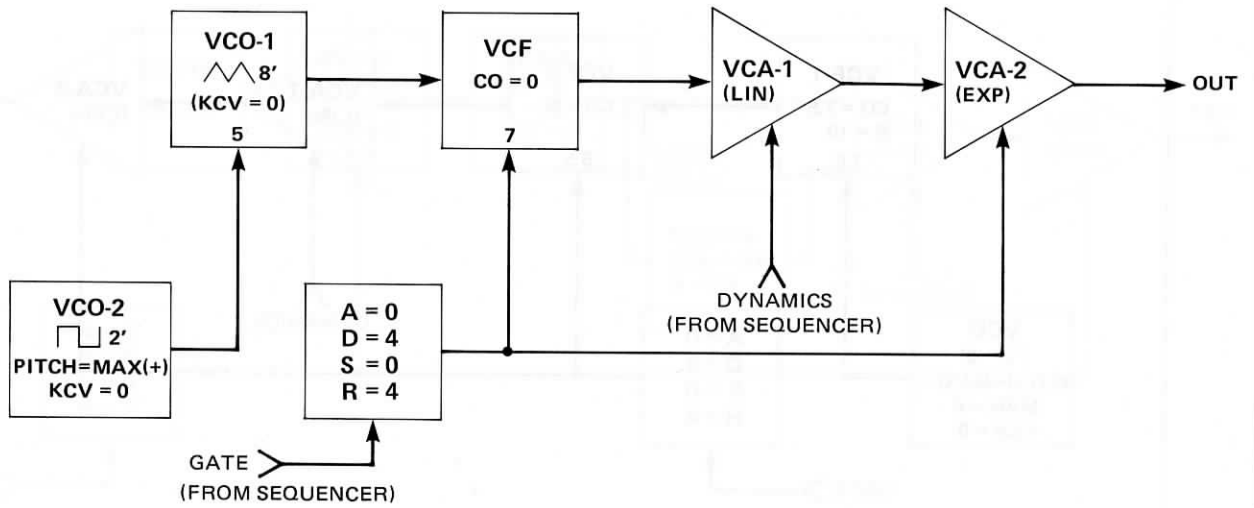 VCO-1
8'
(KCV = 0)
5
VCF
CO = 0
7
VCA-1
(LIN)
VCA-2
(EXP)
OUT
VCO-2
2'
PITCH=MAX(+)
KCV = 0
A = 0
D = 4
S = 0
R = 4
DYNAMICS
(FROM SEQUENCER)
GATE
(FROM SEQUENCER)